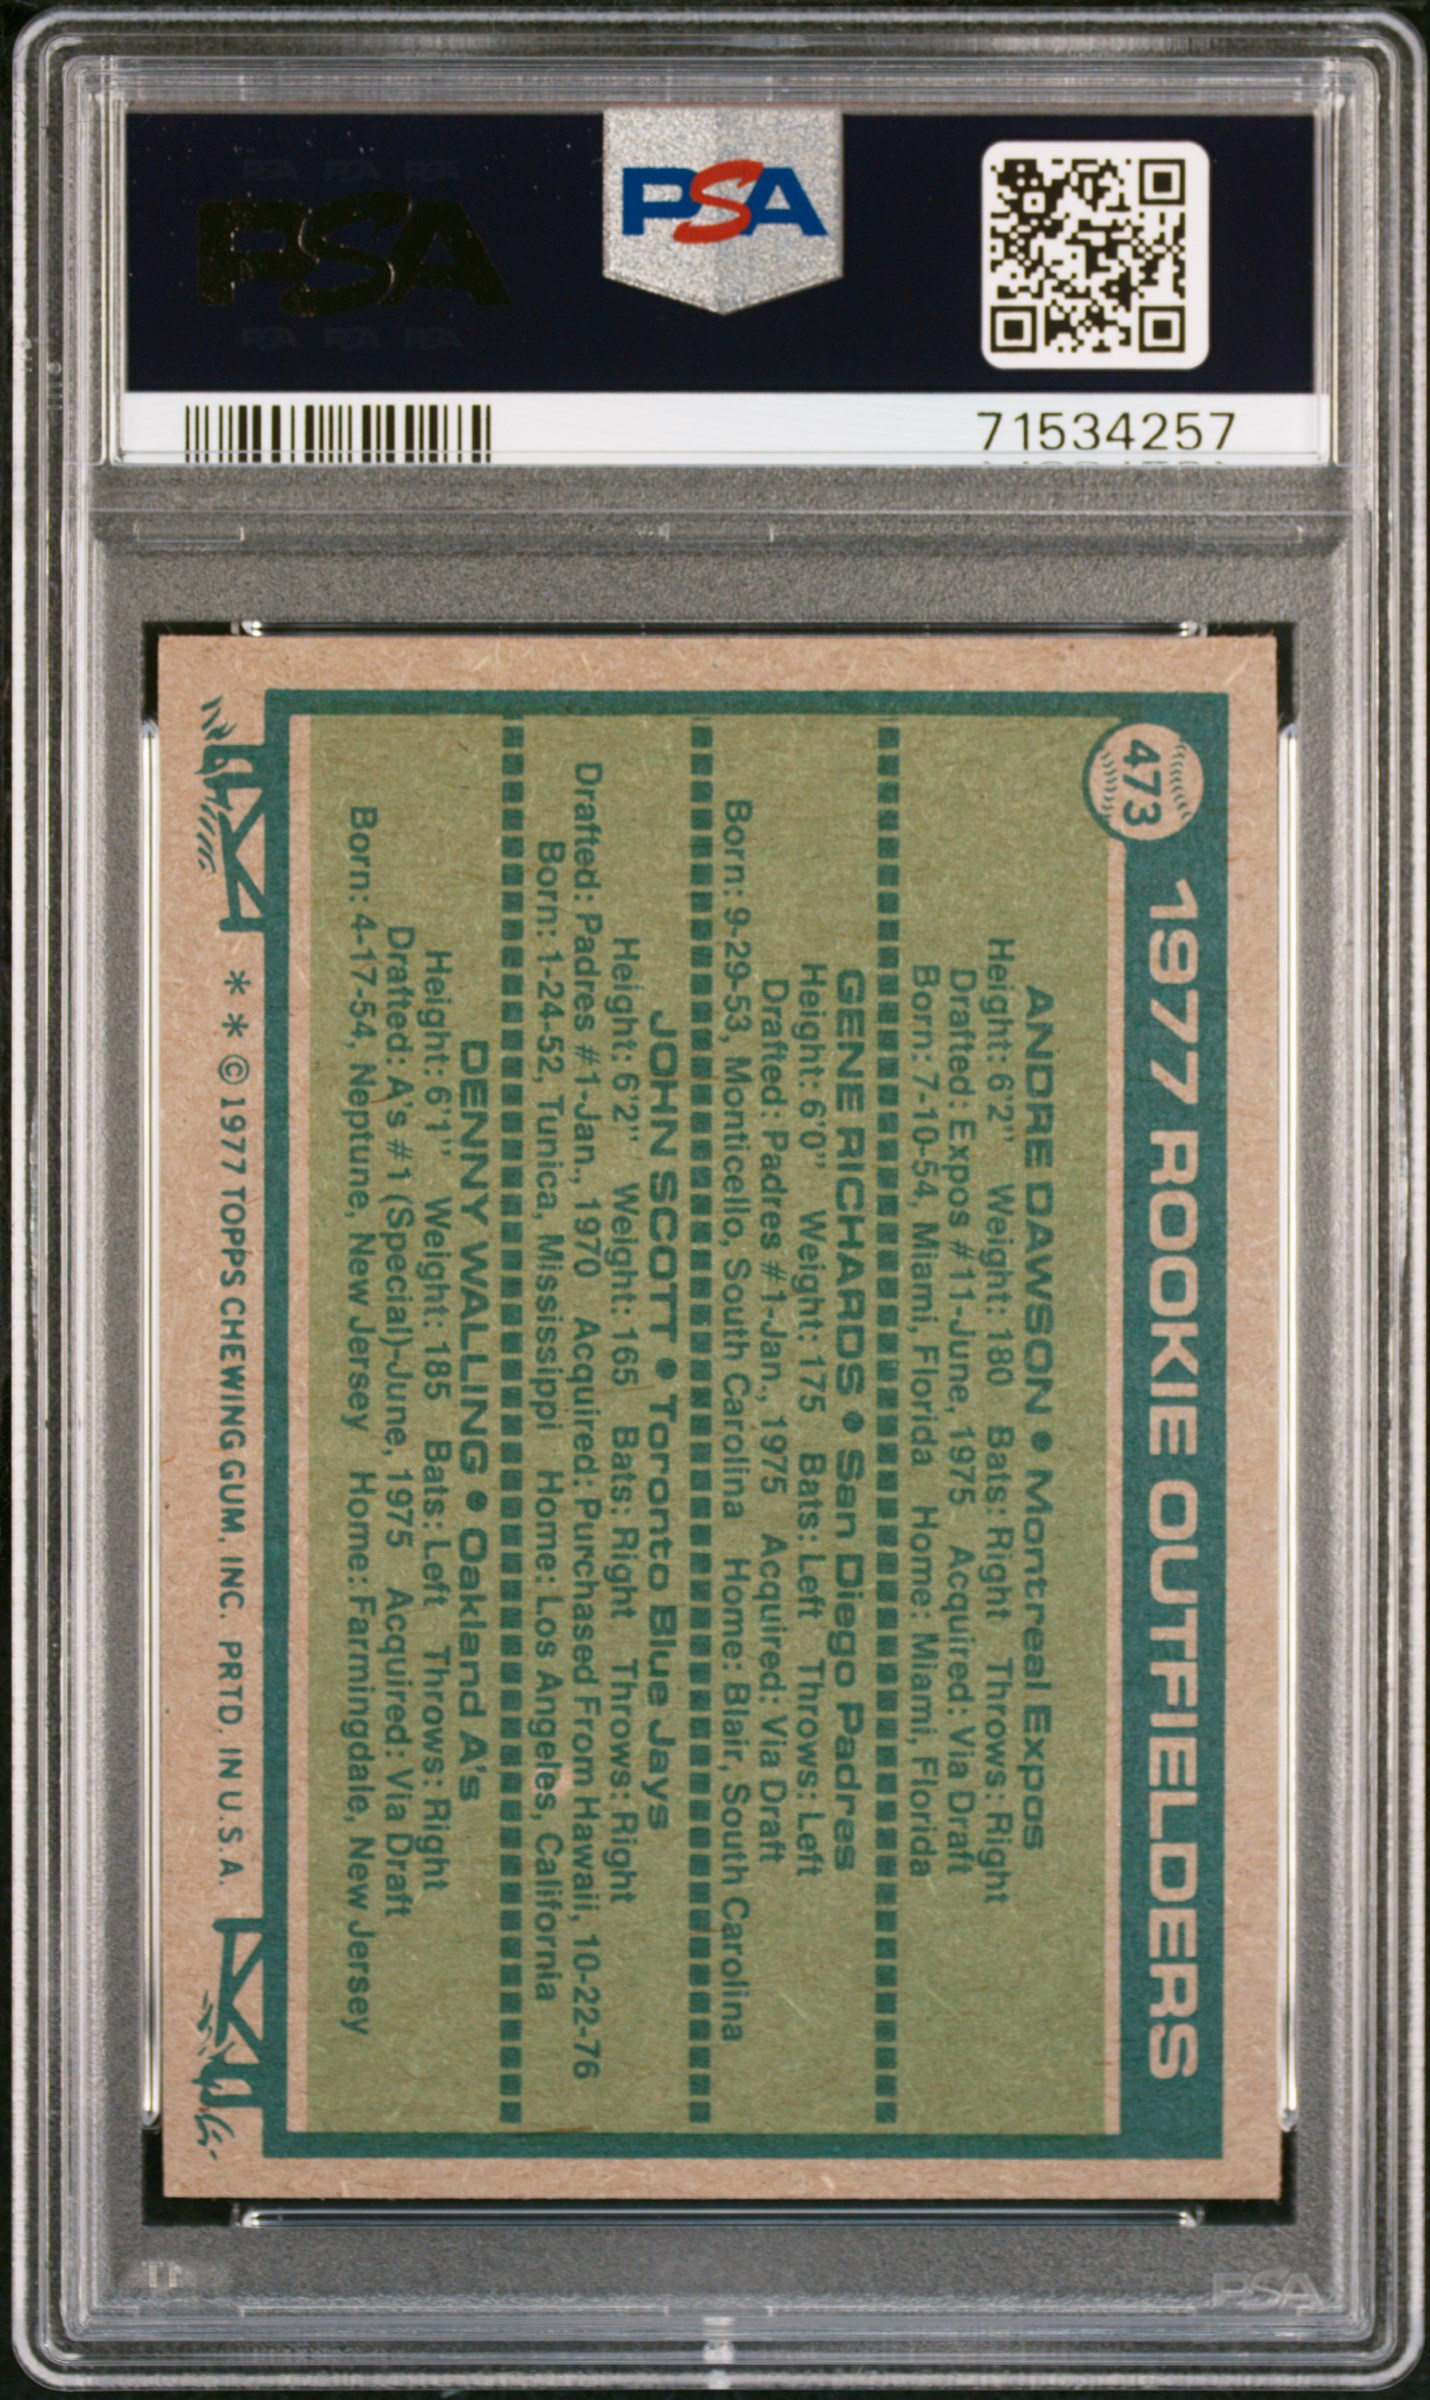 PSA PSA PSA
PSA
PSA PSA PSA
PSA
71534257
473
1977 ROOKIE OUTFIELDERS
ANDRE DAWSON • Montreal Expos
Height: 6'2" Weight: 180 Bats: Right Throws: Right
Drafted: Expos #11-June, 1975 Acquired: Via Draft
Born: 7-10-54, Miami, Florida Home: Miami, Florida
GENE RICHARDS • San Diego Padres
Height: 6'0" Weight: 175 Bats: Left Throws: Left
Drafted: Padres #1-Jan., 1975 Acquired: Via Draft
Born: 9-29-53, Monticello, South Carolina Home: Blair, South Carolina
JOHN SCOTT • Toronto Blue Jays
Height: 6'2" Weight: 165 Bats: Right Throws: Right
Drafted: Padres #1-Jan., 1970 Acquired: Purchased From Hawaii, 10-22-76
Born: 1-24-52, Tunica, Mississippi Home: Los Angeles, California
DENNY WALLING • Oakland A's
Height: 6'1" Weight: 185 Bats: Left Throws: Right
Drafted: A's #1 (Special)-June, 1975 Acquired: Via Draft
Born: 4-17-54, Neptune, New Jersey Home: Farmingdale, New Jersey
* * © 1977 TOPPS CHEWING GUM, INC. PRTD. IN U.S.A.
PSA